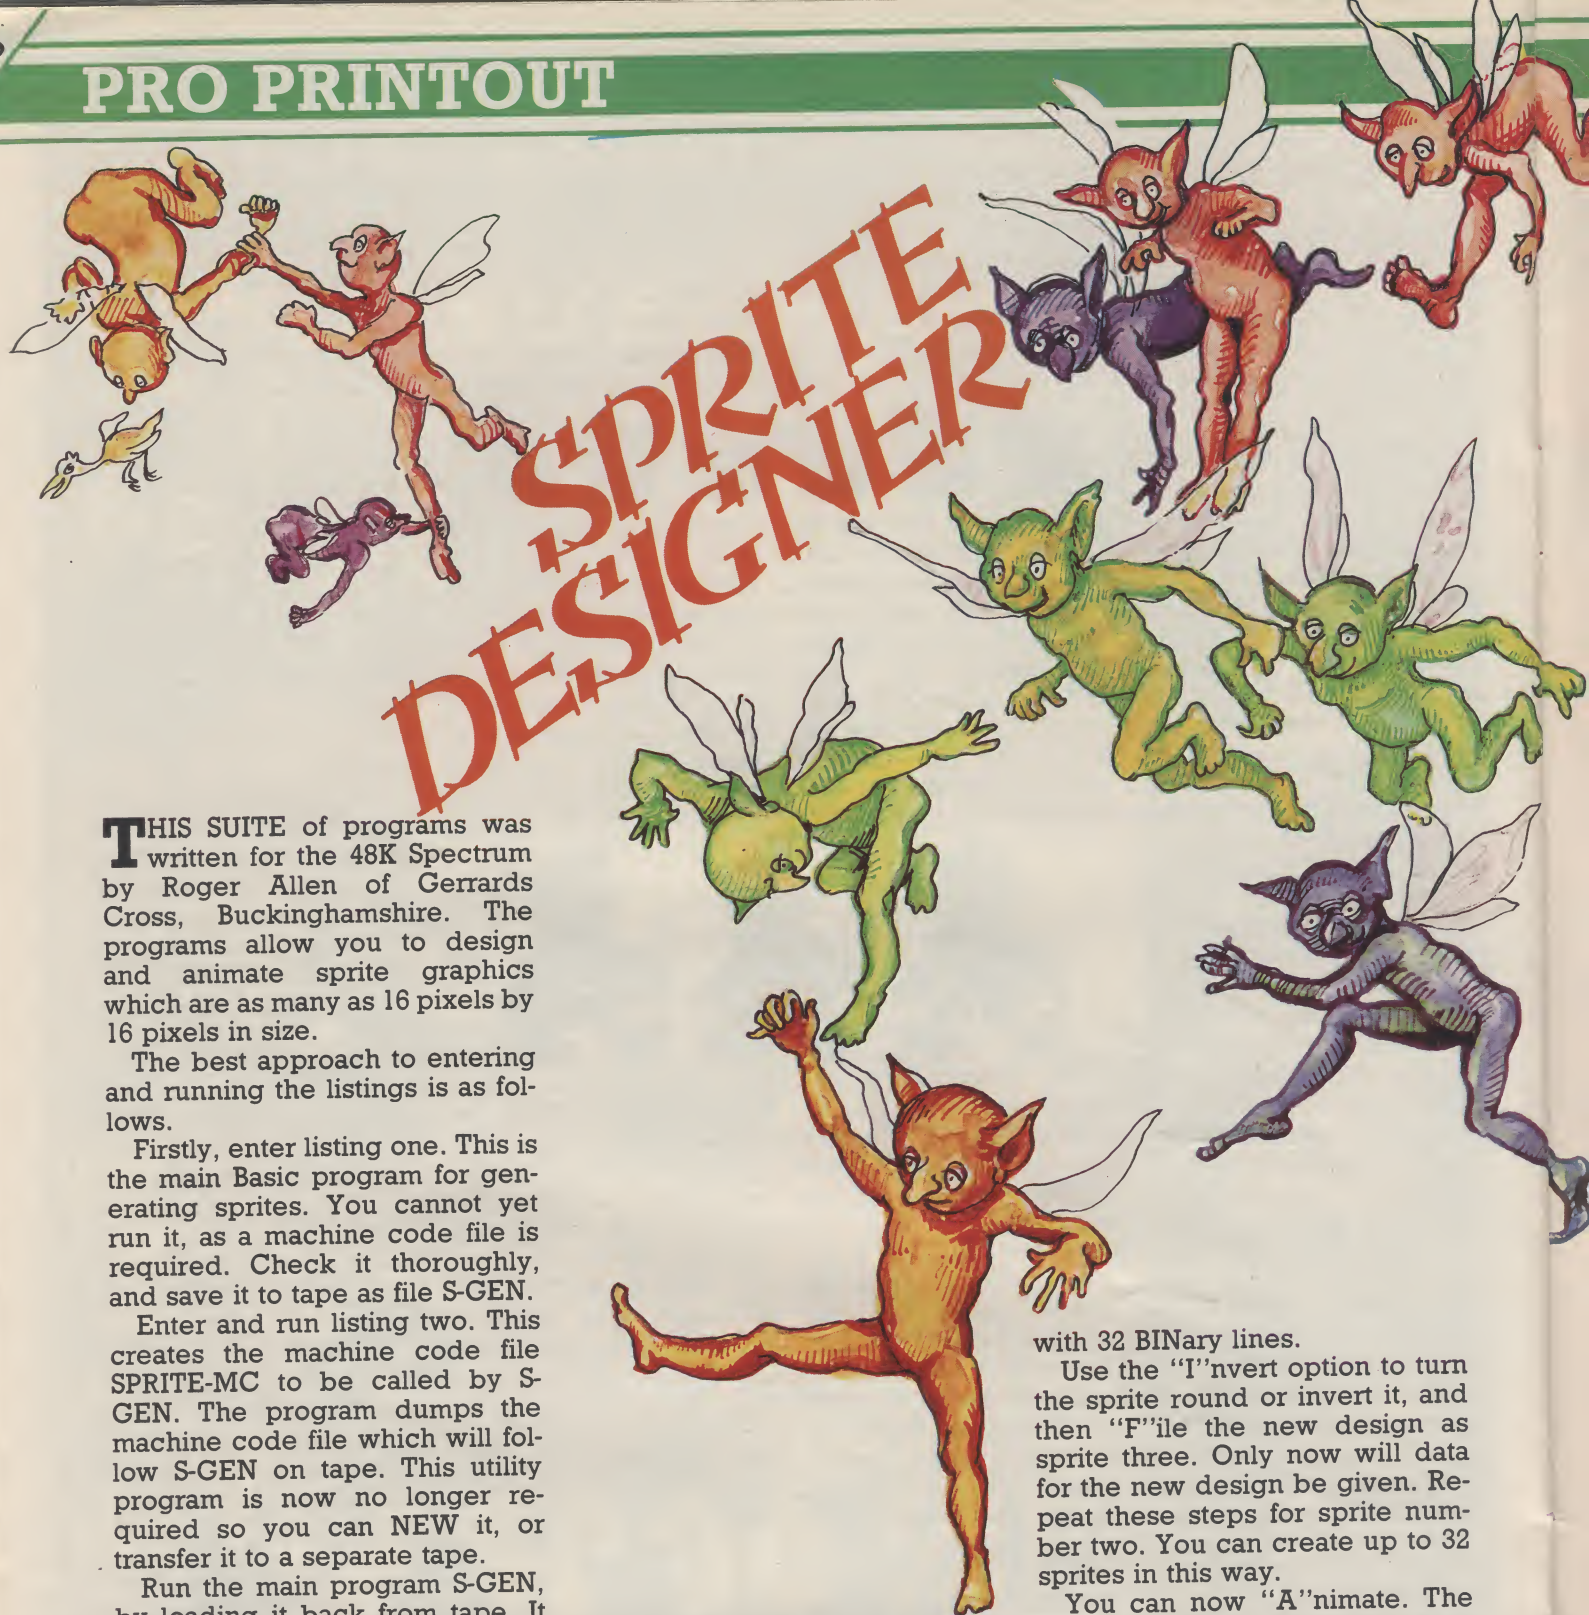 PRO PRINTOUT
SPRITE
DESIGNER
THIS SUITE of programs was
written for the 48K Spectrum
by Roger Allen of Gerrards
Cross, Buckinghamshire. The
programs allow you to design
and animate sprite graphics
which are as many as 16 pixels by
16 pixels in size.
The best approach to entering
and running the listings is as fol-
lows.
Firstly, enter listing one. This is
the main Basic program for gen-
erating sprites. You cannot yet
run it, as a machine code file is
required. Check it thoroughly,
and save it to tape as file S-GEN.
Enter and run listing two. This
creates the machine code file
SPRITE-MC to be called by S-
GEN. The program dumps the
machine code file which will fol-
low S-GEN on tape. This utility
program is now no longer re-
quired so you can NEW it, or
transfer it to a separate tape.
Run the main program S-GEN,
by loading it back from tape. It
with 32 BINary lines.
Use the "I"nvert option to turn
the sprite round or invert it, and
then "F"ile the new design as
sprite three. Only now will data
for the new design be given. Re-
peat these steps for sprite num-
ber two. You can create up to 32
sprites in this way.
You can now "A"nimate. The